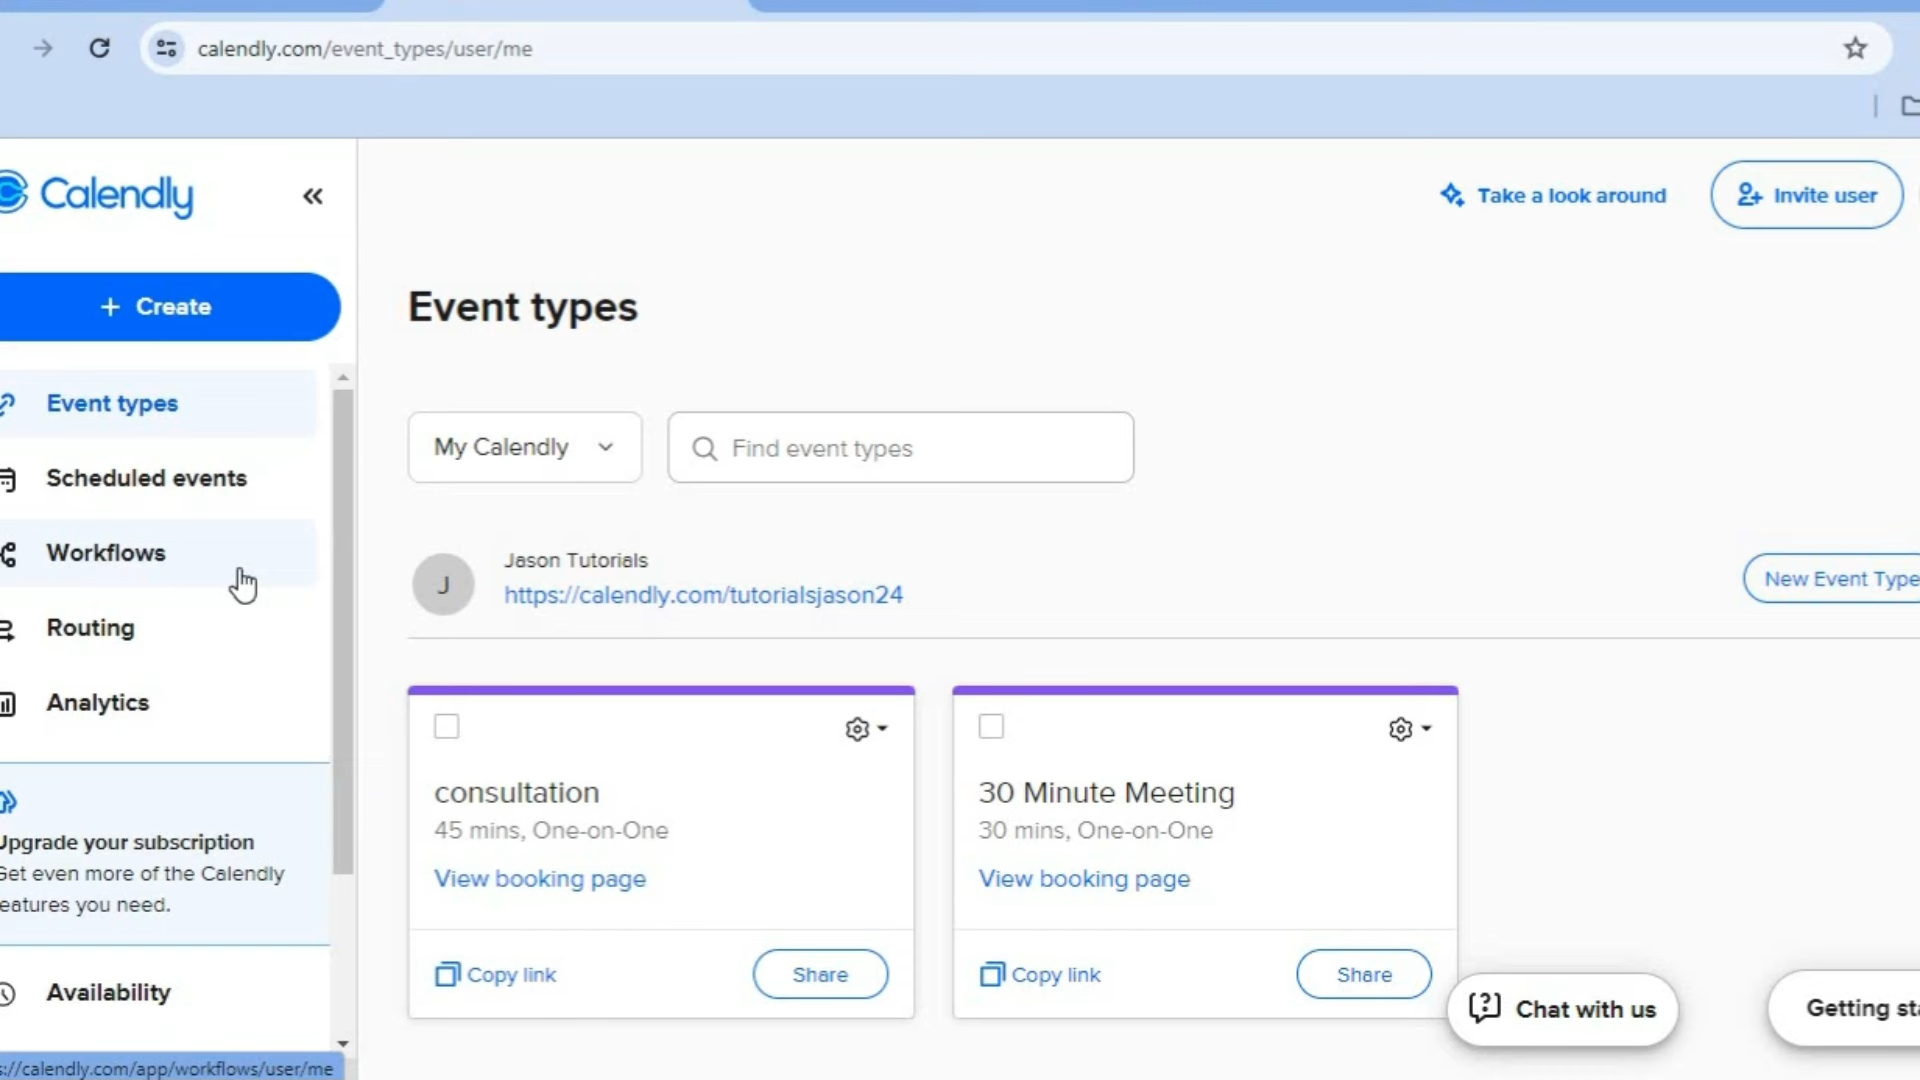 calendly.com/event_types/user/me
Calendly
Take a look around
Invite user
+ Create
Event types
Event types
Scheduled events
My Calendly
Find event types
Workflows
Jason Tutorials
J
https://calendly.com/tutorialsjason24
New Event Type
Routing
Analytics
consultation
30 Minute Meeting
45 mins, One-on-One
30 mins, One-on-One
Upgrade your subscription
View booking page
View booking page
Get even more of the Calendly
features you need.
Copy link
Share
Copy link
Share
Availability
Chat with us
Getting sta
s://calendly.com/app/workflows/user/me